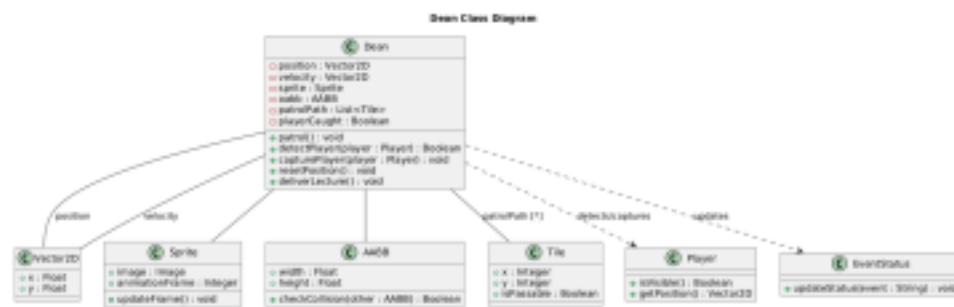 Dean Class Diagram
C Dean
position : Vector2D
velocity : Vector2D
sprite : Sprite
aabb : AABB
patrolPath : List<Tile>
playerCaught : Boolean
patrol() : void
detectPlayer(player : Player) : Boolean
capturePlayer(player : Player) : void
resetPosition() : void
deliverLecture() : void
position
velocity
patrolPath [*]
detects/captures
updates
C Vector2D
x : Float
y : Float
C Sprite
image : Image
animationFrame : Integer
updateFrame() : void
C AABB
width : Float
height : Float
checkCollision(other : AABB) : Boolean
C Tile
x : Integer
y : Integer
isPassable : Boolean
C Player
isVisible() : Boolean
getPosition() : Vector2D
C EventStatus
updateStatus(event : String) : void